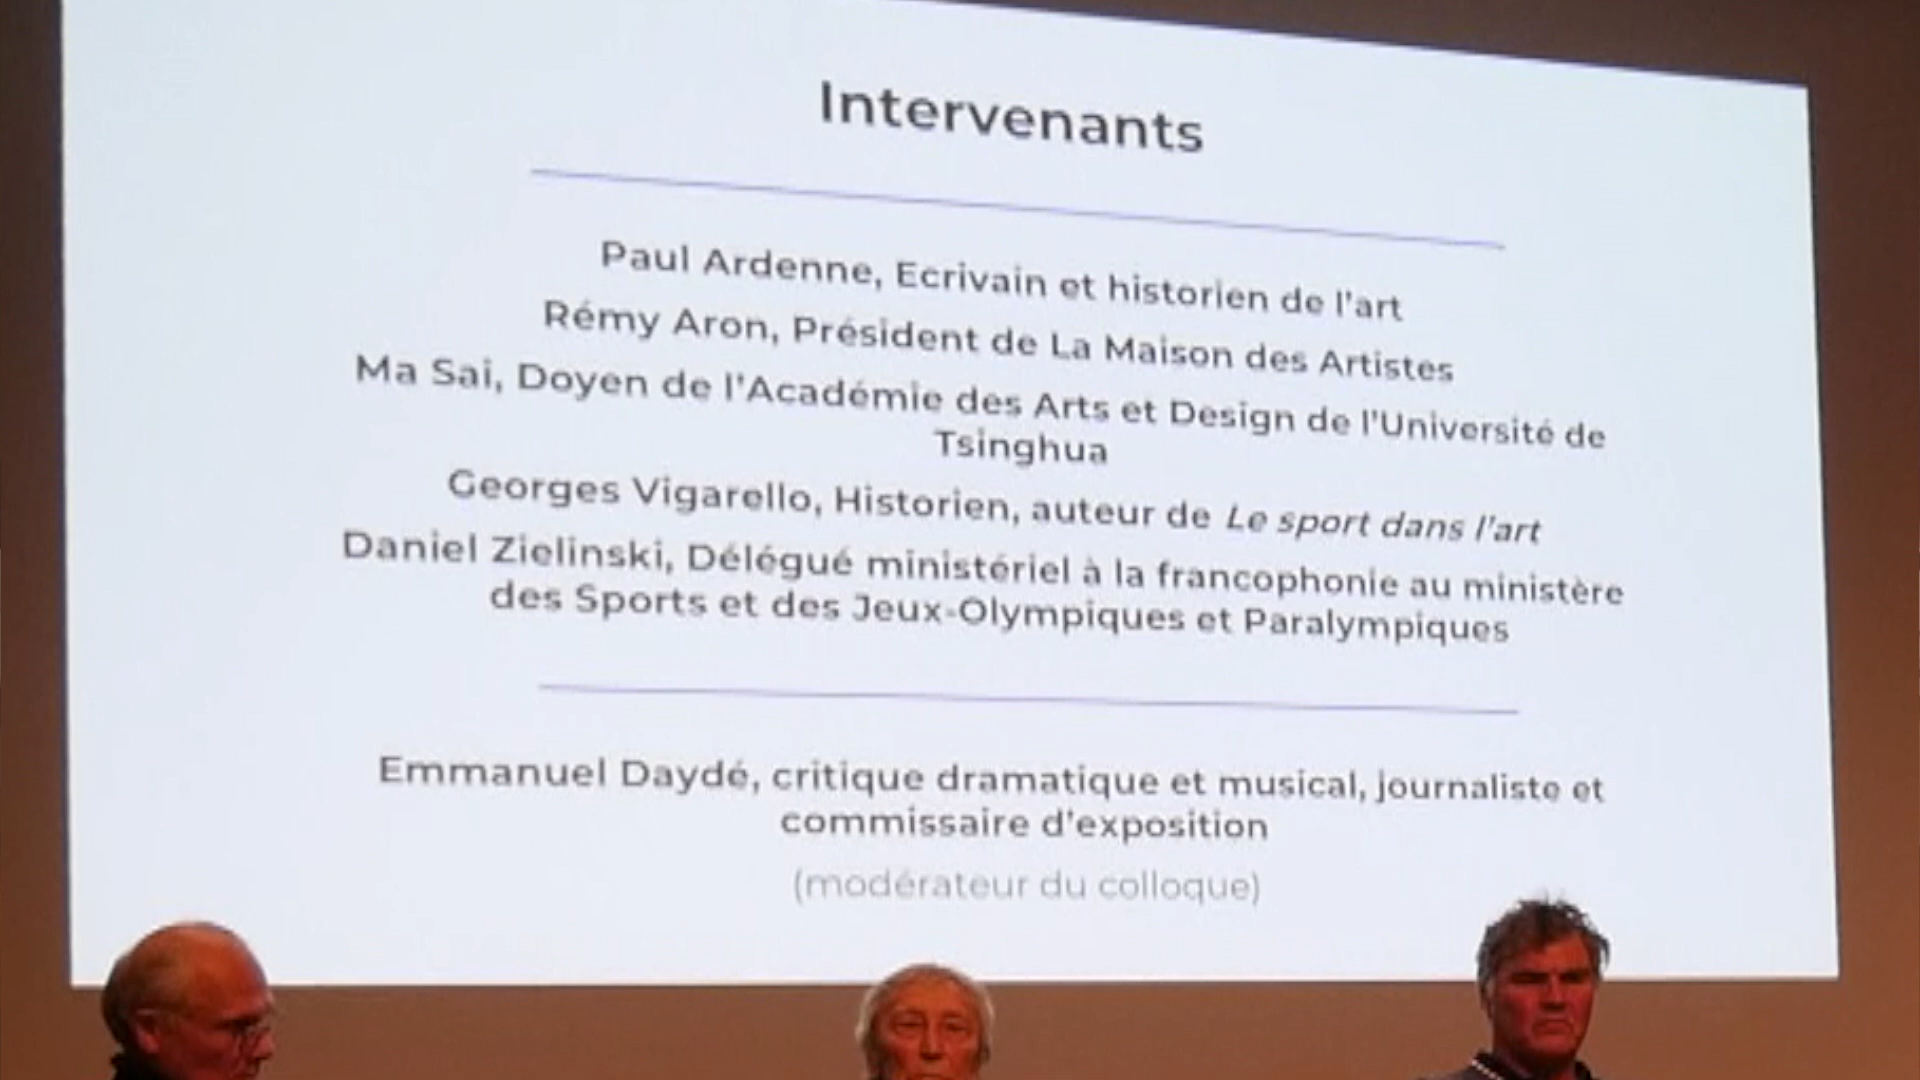 Intervenants
Paul Ardenne, Ecrivain et historien de l'art
Rémy Aron, Président de La Maison des Artistes
Ma Sai, Doyen de l'Académie des Arts et Design de l'Université de
Tsinghua
Georges Vigarello, Historien, auteur de Le sport dans l'art
Daniel Zielinski, Délégué ministériel à la francophonie au ministère
des Sports et des Jeux-Olympiques et Paralympiques
Emmanuel Daydé, critique dramatique et musical, journaliste et
commissaire d'exposition
(modérateur du colloque)